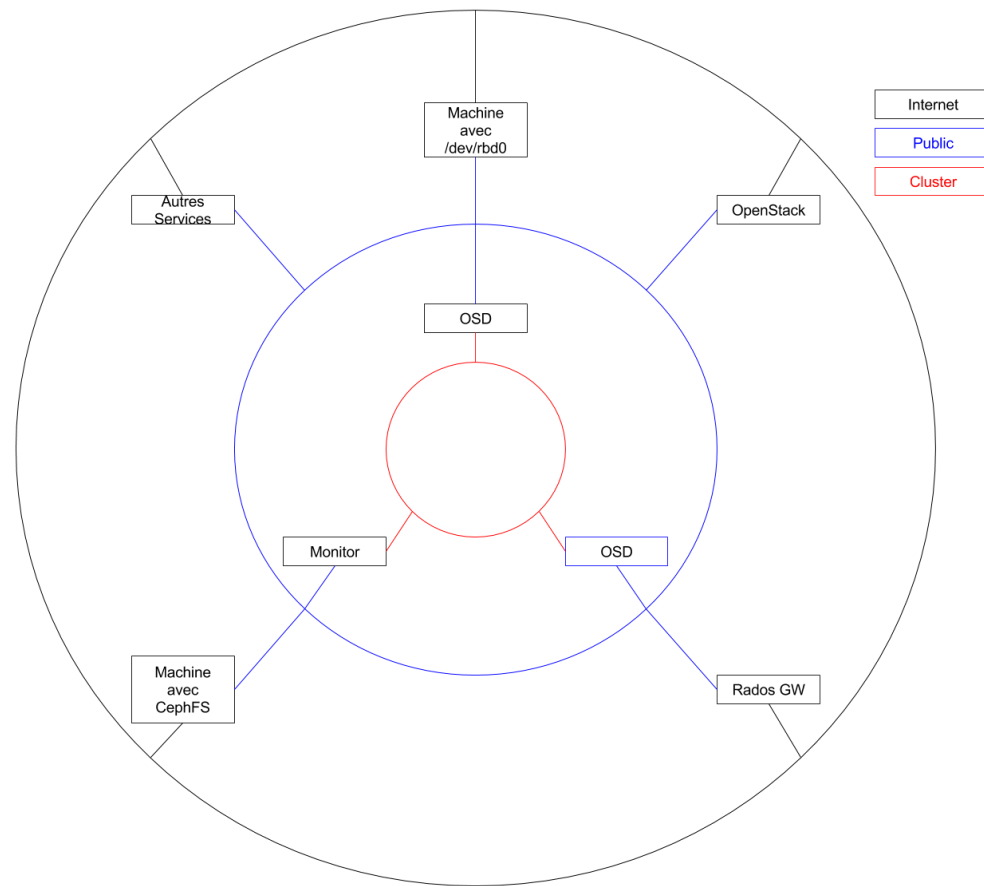 Internet
Machine
avec
/dev/rbd0
Public
Cluster
Autres
Services
OpenStack
OSD
Monitor
OSD
Machine
avec
CephFS
Rados GW